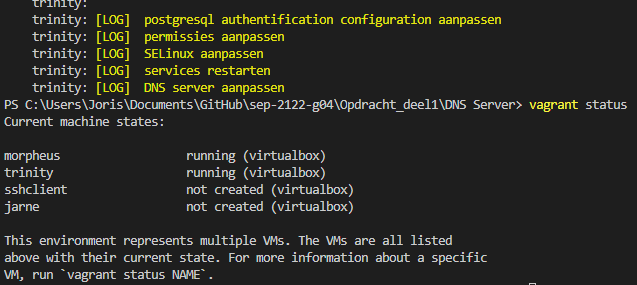 trinity:
trinity: [LOG] postgresql authentification configuration aanpassen
trinity: [LOG] permissies aanpassen
trinity: [LOG] SELinux aanpassen
trinity: [LOG] services restarten
trinity: [LOG] DNS server aanpassen
PS C:\Users\Joris\Documents\GitHub\sep-2122-g04\Opdracht_deel1\DNS Server> vagrant status
Current machine states:

morpheus running (virtualbox)
trinity running (virtualbox)
sshclient not created (virtualbox)
jarne not created (virtualbox)

This environment represents multiple VMs. The VMs are all listed
above with their current state. For more information about a specific
VM, run `vagrant status NAME`.